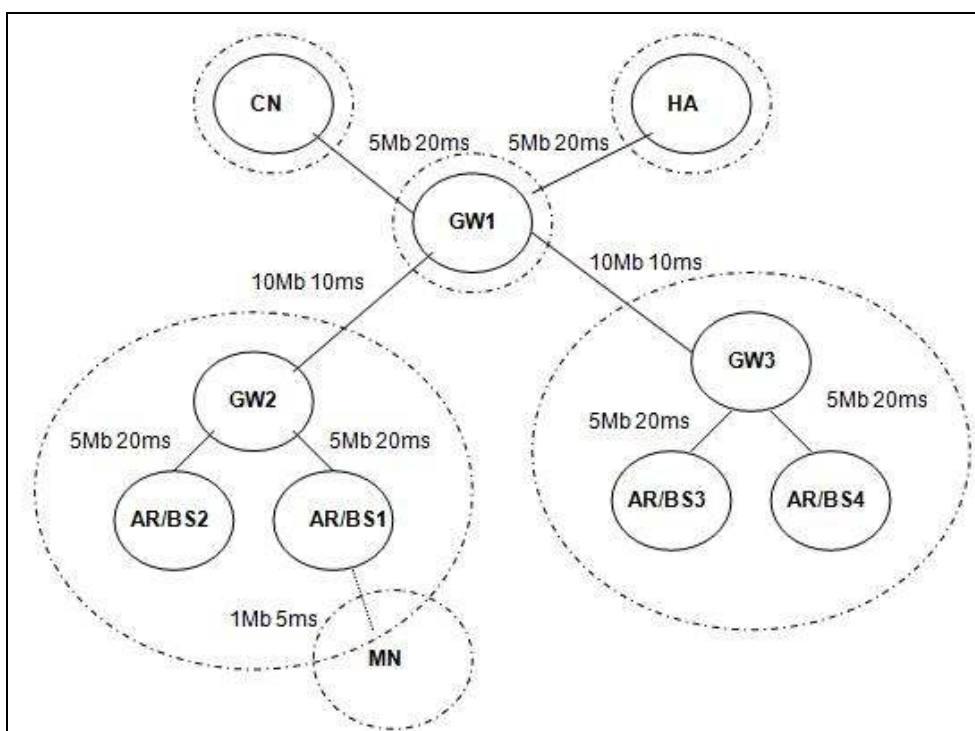 CN
HA
5Mb 20ms
5Mb 20ms
GW1
10Mb 10ms
10Mb 10ms
GW2
GW3
5Mb 20ms
5Mb 20ms
5Mb 20ms
5Mb 20ms
AR/BS2
AR/BS1
AR/BS3
AR/BS4
1Mb 5ms
MN